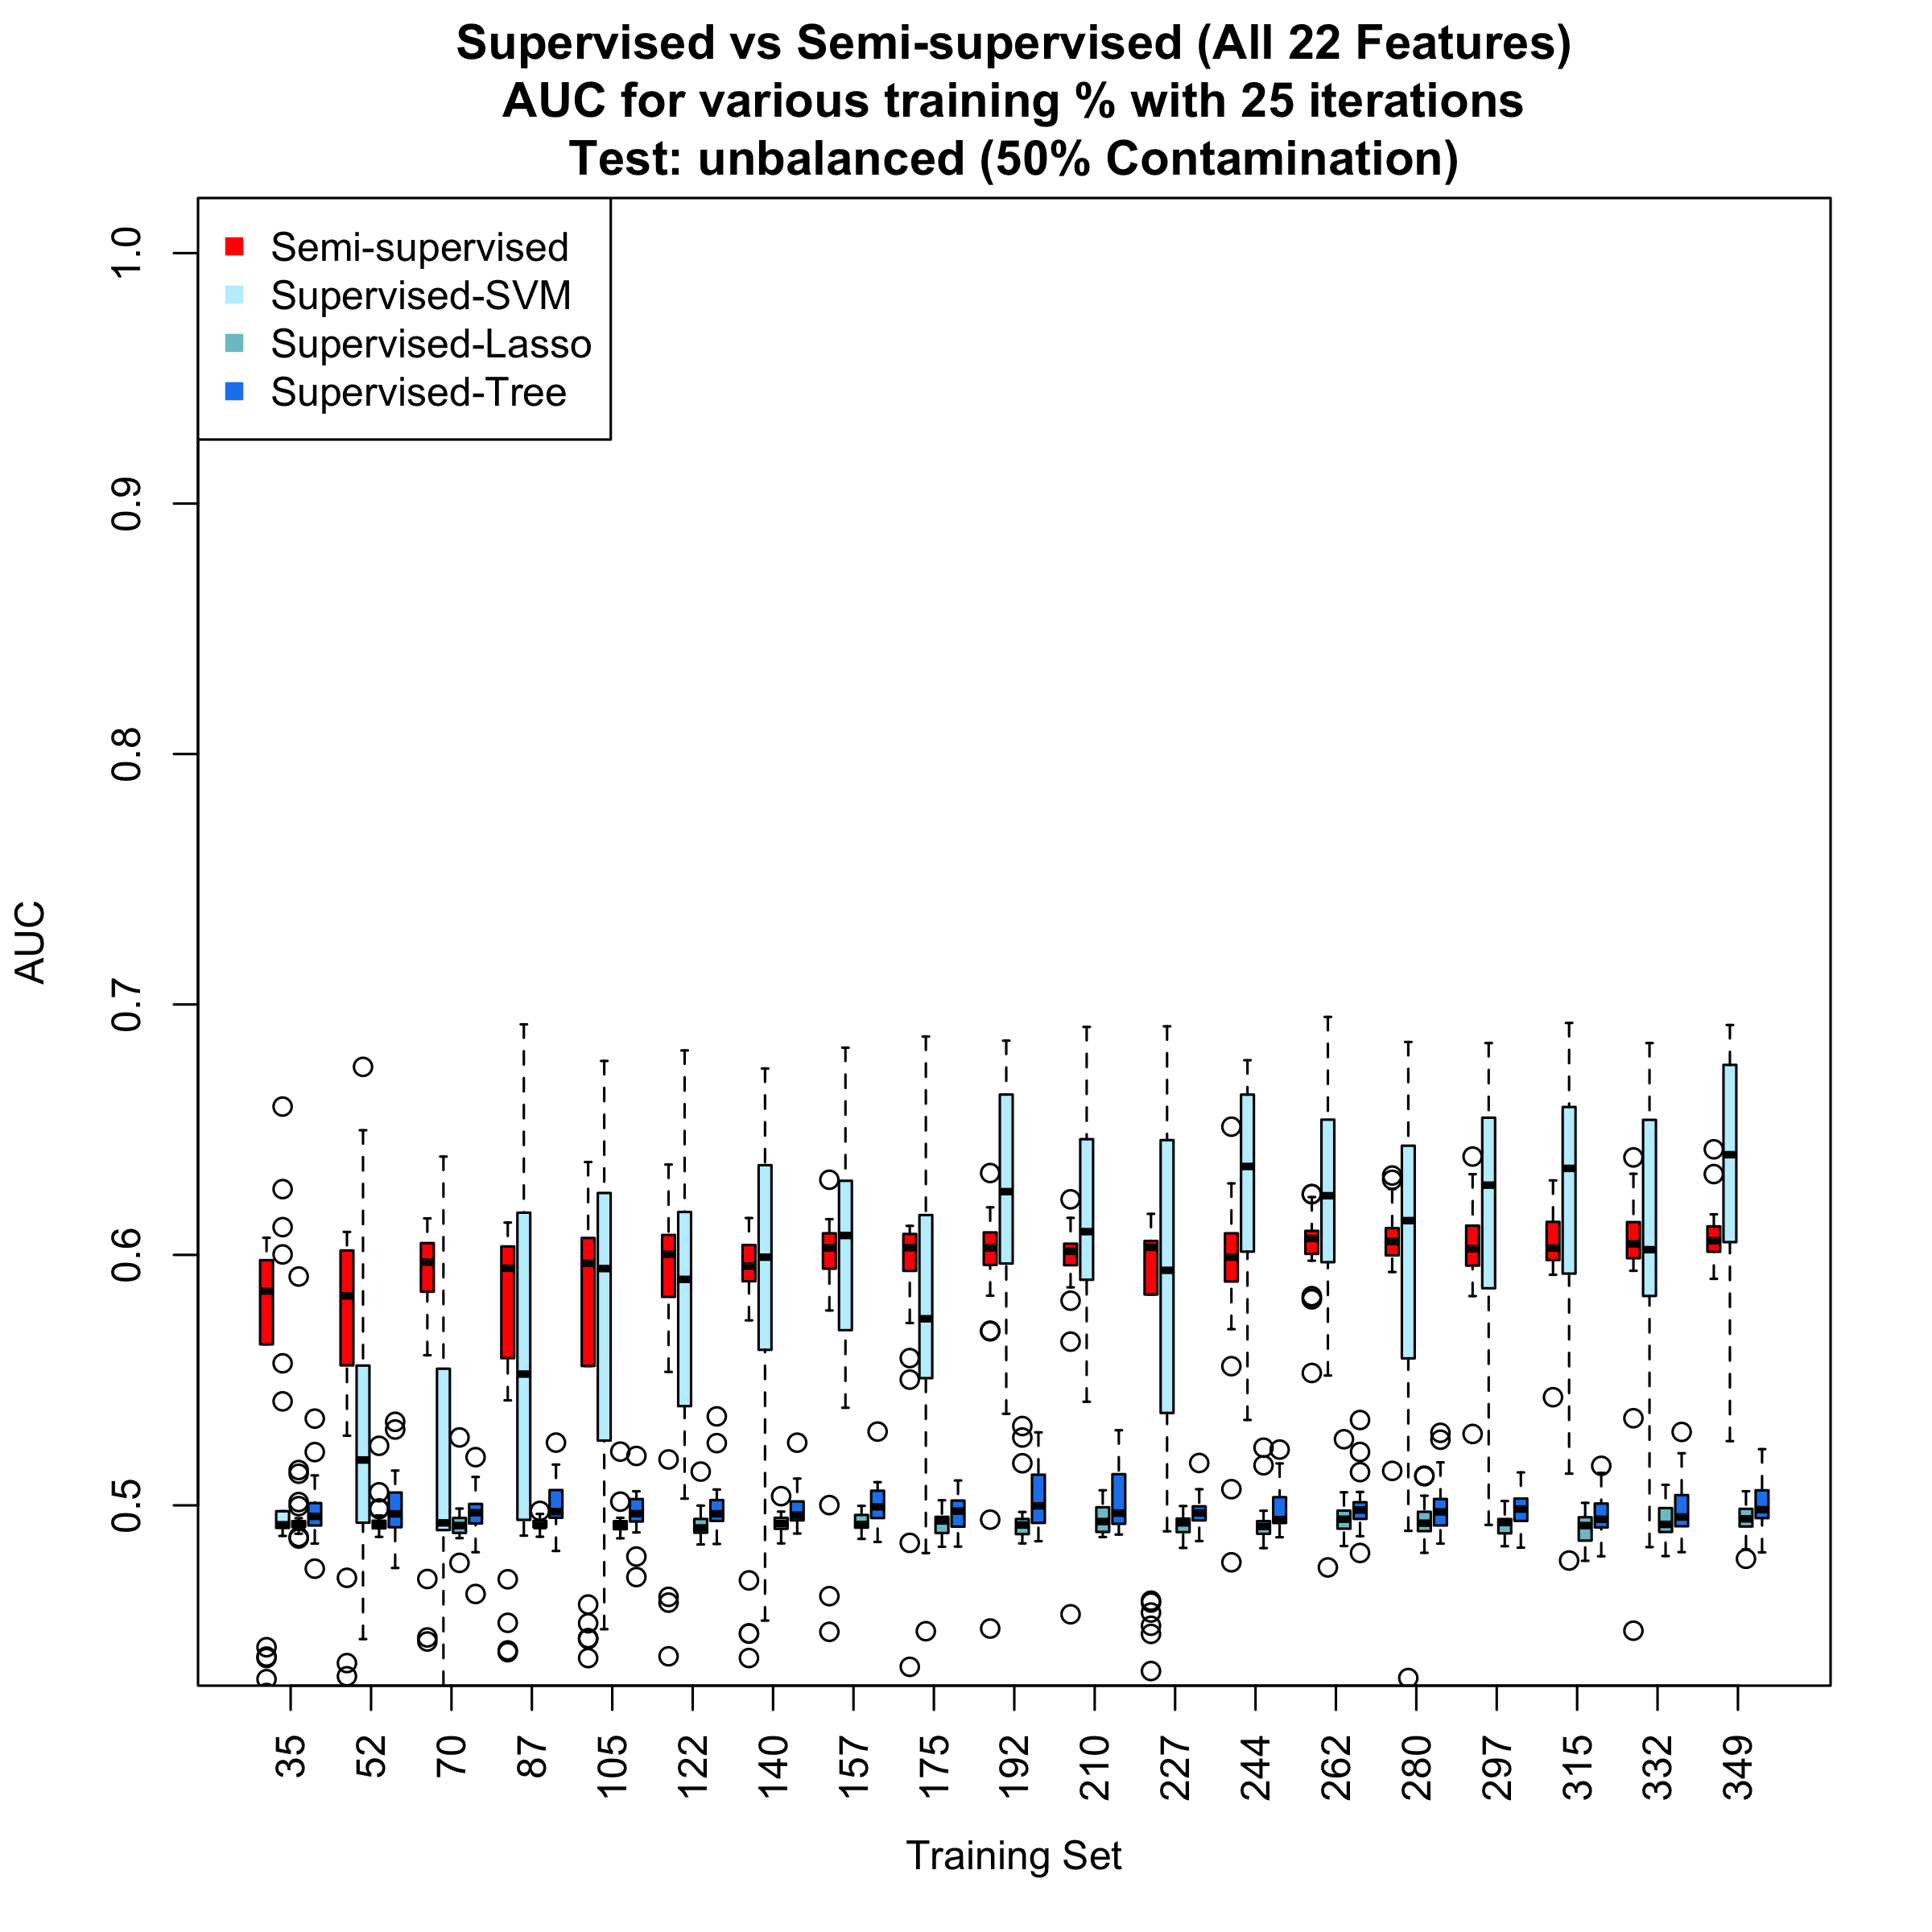 Supervised vs Semi-supervised (All 22 Features)
AUC for various training % with 25 iterations
Test: unbalanced (50% Contamination)
Semi-supervised
Supervised-SVM
Supervised-Lasso
Supervised-Tree
1.0
0.9
0.8
0.7
0.6
0.5
AUC
35 52 70 87 105 122 140 157 175 192 210 227 244 262 280 297 315 332 349
Training Set